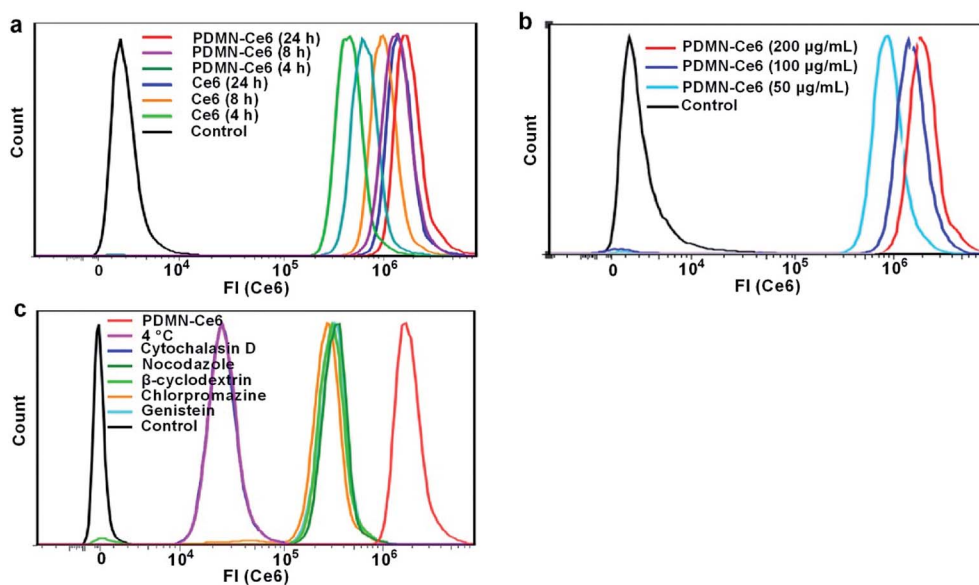 a
PDMN-Ce6 (24 h)
PDMN-Ce6 (8 h)
PDMN-Ce6 (4 h)
Ce6 (24 h)
Ce6 (8 h)
Ce6 (4 h)
Control
Count
0 10⁴ 10⁵ 10⁶
FI (Ce6)
b
PDMN-Ce6 (200 µg/mL)
PDMN-Ce6 (100 µg/mL)
PDMN-Ce6 (50 µg/mL)
Control
Count
0 10⁴ 10⁵ 10⁶
FI (Ce6)
c
PDMN-Ce6
4 °C
Cytochalasin D
Nocodazole
β-cyclodextrin
Chlorpromazine
Genistein
Control
Count
0 10⁴ 10⁵ 10⁶
FI (Ce6)